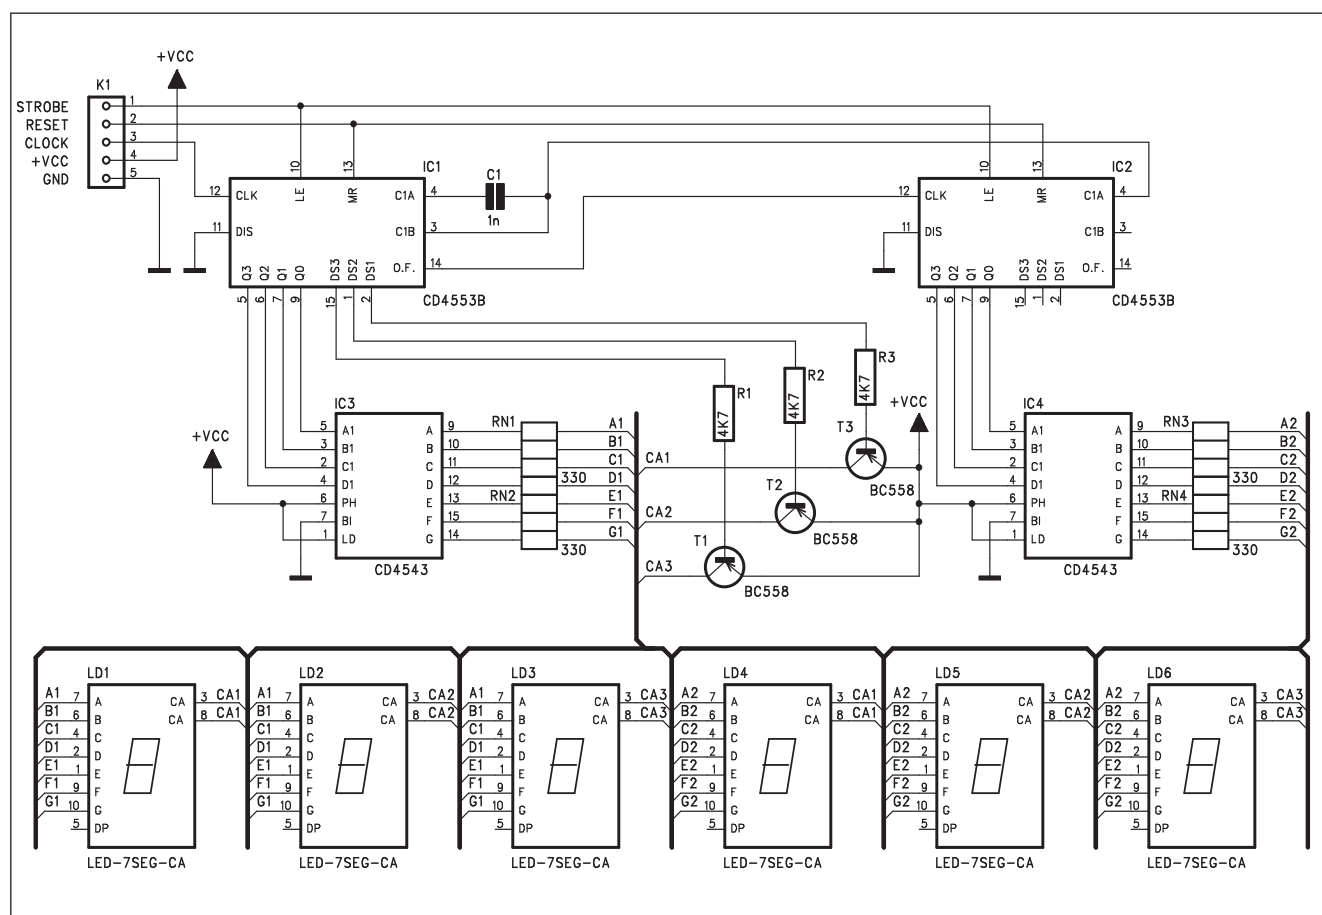 +VCC
K1
STROBE 1
RESET 2
CLOCK 3
+VCC 4
GND 5
10 13 IC1
12 CLK LE MR C1A 4
C1
1n
11 DIS C1B 3
Q3 Q2 Q1 Q0 DS3 DS2 DS1 O.F. 14
5 6 7 9 15 1 2
CD4553B
10 13 IC2
12 CLK LE MR C1A 4
11 DIS C1B 3
Q3 Q2 Q1 Q0 DS3 DS2 DS1 O.F. 14
5 6 7 9 15 1 2
CD4553B
R1
4K7
R2
4K7
R3
4K7
+VCC
IC3
5 A1 A 9 RN1 A1
3 B1 B 10 B1
2 C1 C 11 C1
4 D1 D 12 330 D1
6 PH E 13 RN2 E1
7 BI F 15 F1
1 LD G 14 330 G1
CD4543
CA1
T3
BC558
CA2
T2
BC558
CA3
T1
BC558
+VCC
IC4
5 A1 A 9 RN3 A2
3 B1 B 10 B2
2 C1 C 11 C2
4 D1 D 12 330 D2
6 PH E 13 RN4 E2
7 BI F 15 F2
1 LD G 14 330 G2
CD4543
LD1
A1 7 A CA 3 CA1
B1 6 B CA 8 CA1
C1 4 C
D1 2 D
E1 1 E
F1 9 F
G1 10 G
5 DP
LED-7SEG-CA
LD2
A1 7 A CA 3 CA2
B1 6 B CA 8 CA2
C1 4 C
D1 2 D
E1 1 E
F1 9 F
G1 10 G
5 DP
LED-7SEG-CA
LD3
A1 7 A CA 3 CA3
B1 6 B CA 8 CA3
C1 4 C
D1 2 D
E1 1 E
F1 9 F
G1 10 G
5 DP
LED-7SEG-CA
LD4
A2 7 A CA 3 CA1
B2 6 B CA 8 CA1
C2 4 C
D2 2 D
E2 1 E
F2 9 F
G2 10 G
5 DP
LED-7SEG-CA
LD5
A2 7 A CA 3 CA2
B2 6 B CA 8 CA2
C2 4 C
D2 2 D
E2 1 E
F2 9 F
G2 10 G
5 DP
LED-7SEG-CA
LD6
A2 7 A CA 3 CA3
B2 6 B CA 8 CA3
C2 4 C
D2 2 D
E2 1 E
F2 9 F
G2 10 G
5 DP
LED-7SEG-CA